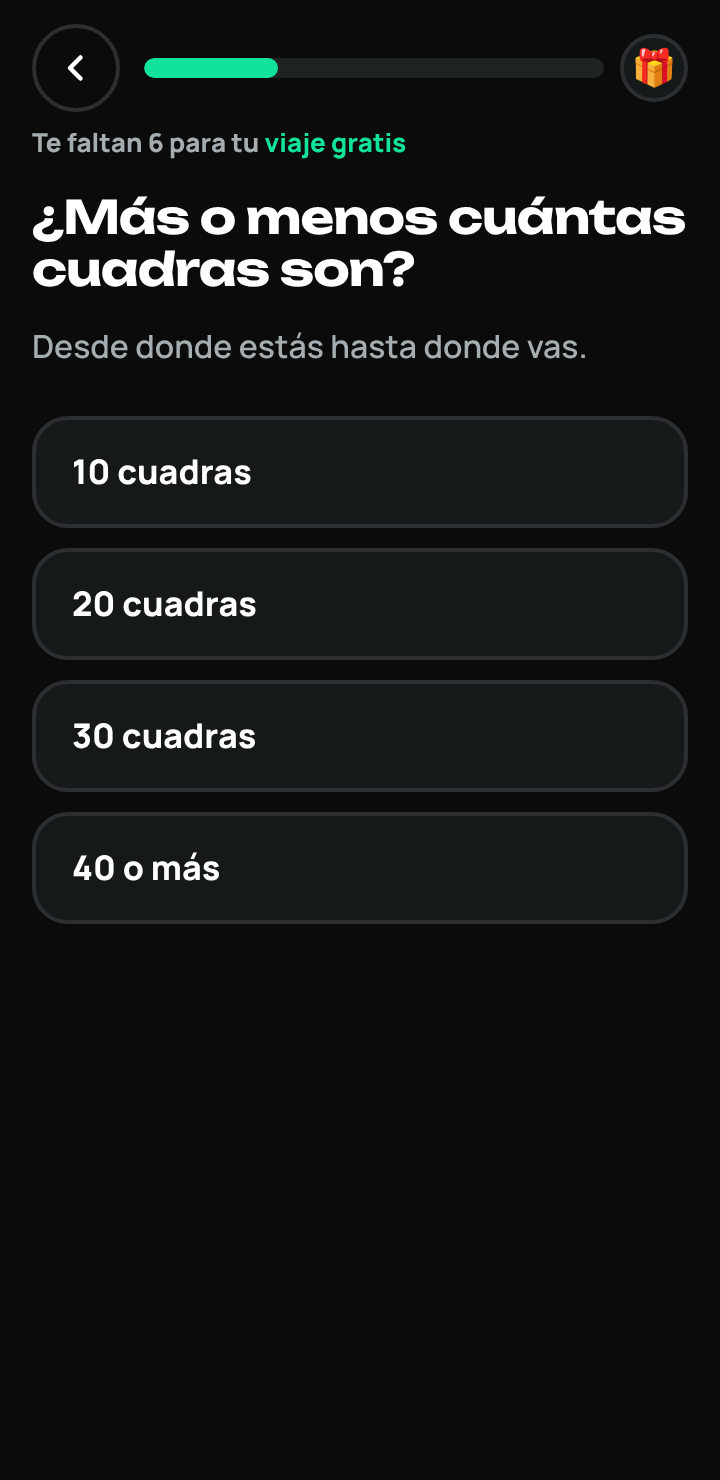 Te faltan 6 para tu viaje gratis
¿Más o menos cuántas
cuadras son?
Desde donde estás hasta donde vas.
10 cuadras
20 cuadras
30 cuadras
40 o más